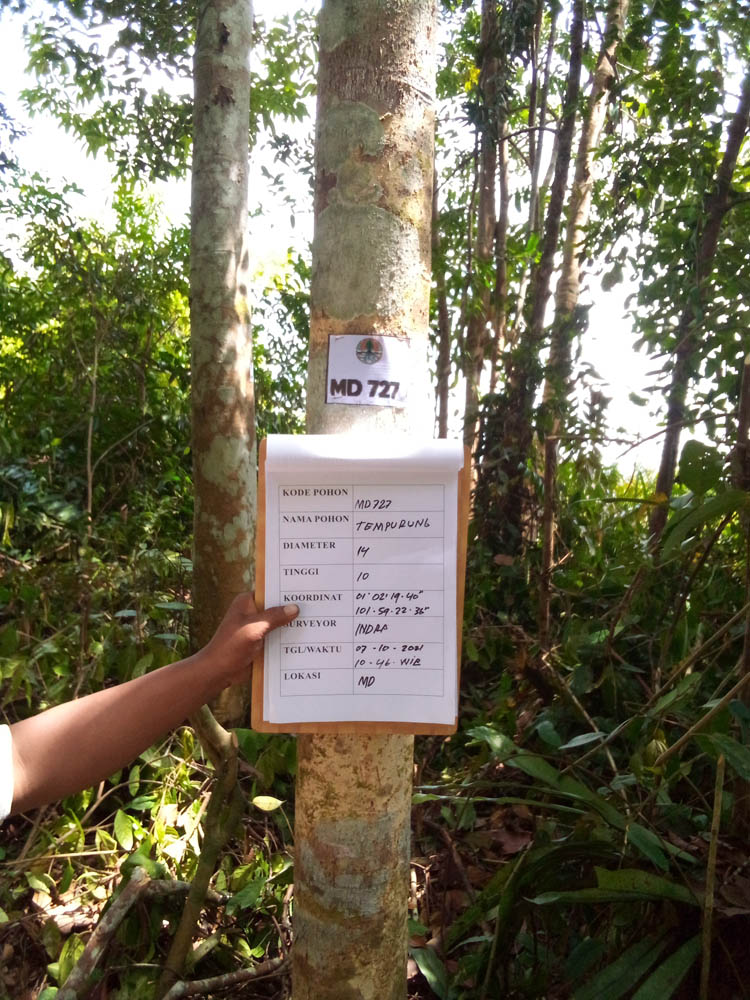 MD 727
KODE POHON MD727
NAMA POHON TEMPURUNG
DIAMETER 14
TINGGI 10
KOORDINAT 01°02'19.40"
101.59.22.36"
SURVEYOR INDRA
TGL/WAKTU 07-10-2021
10.46.WIB
LOKASI MD